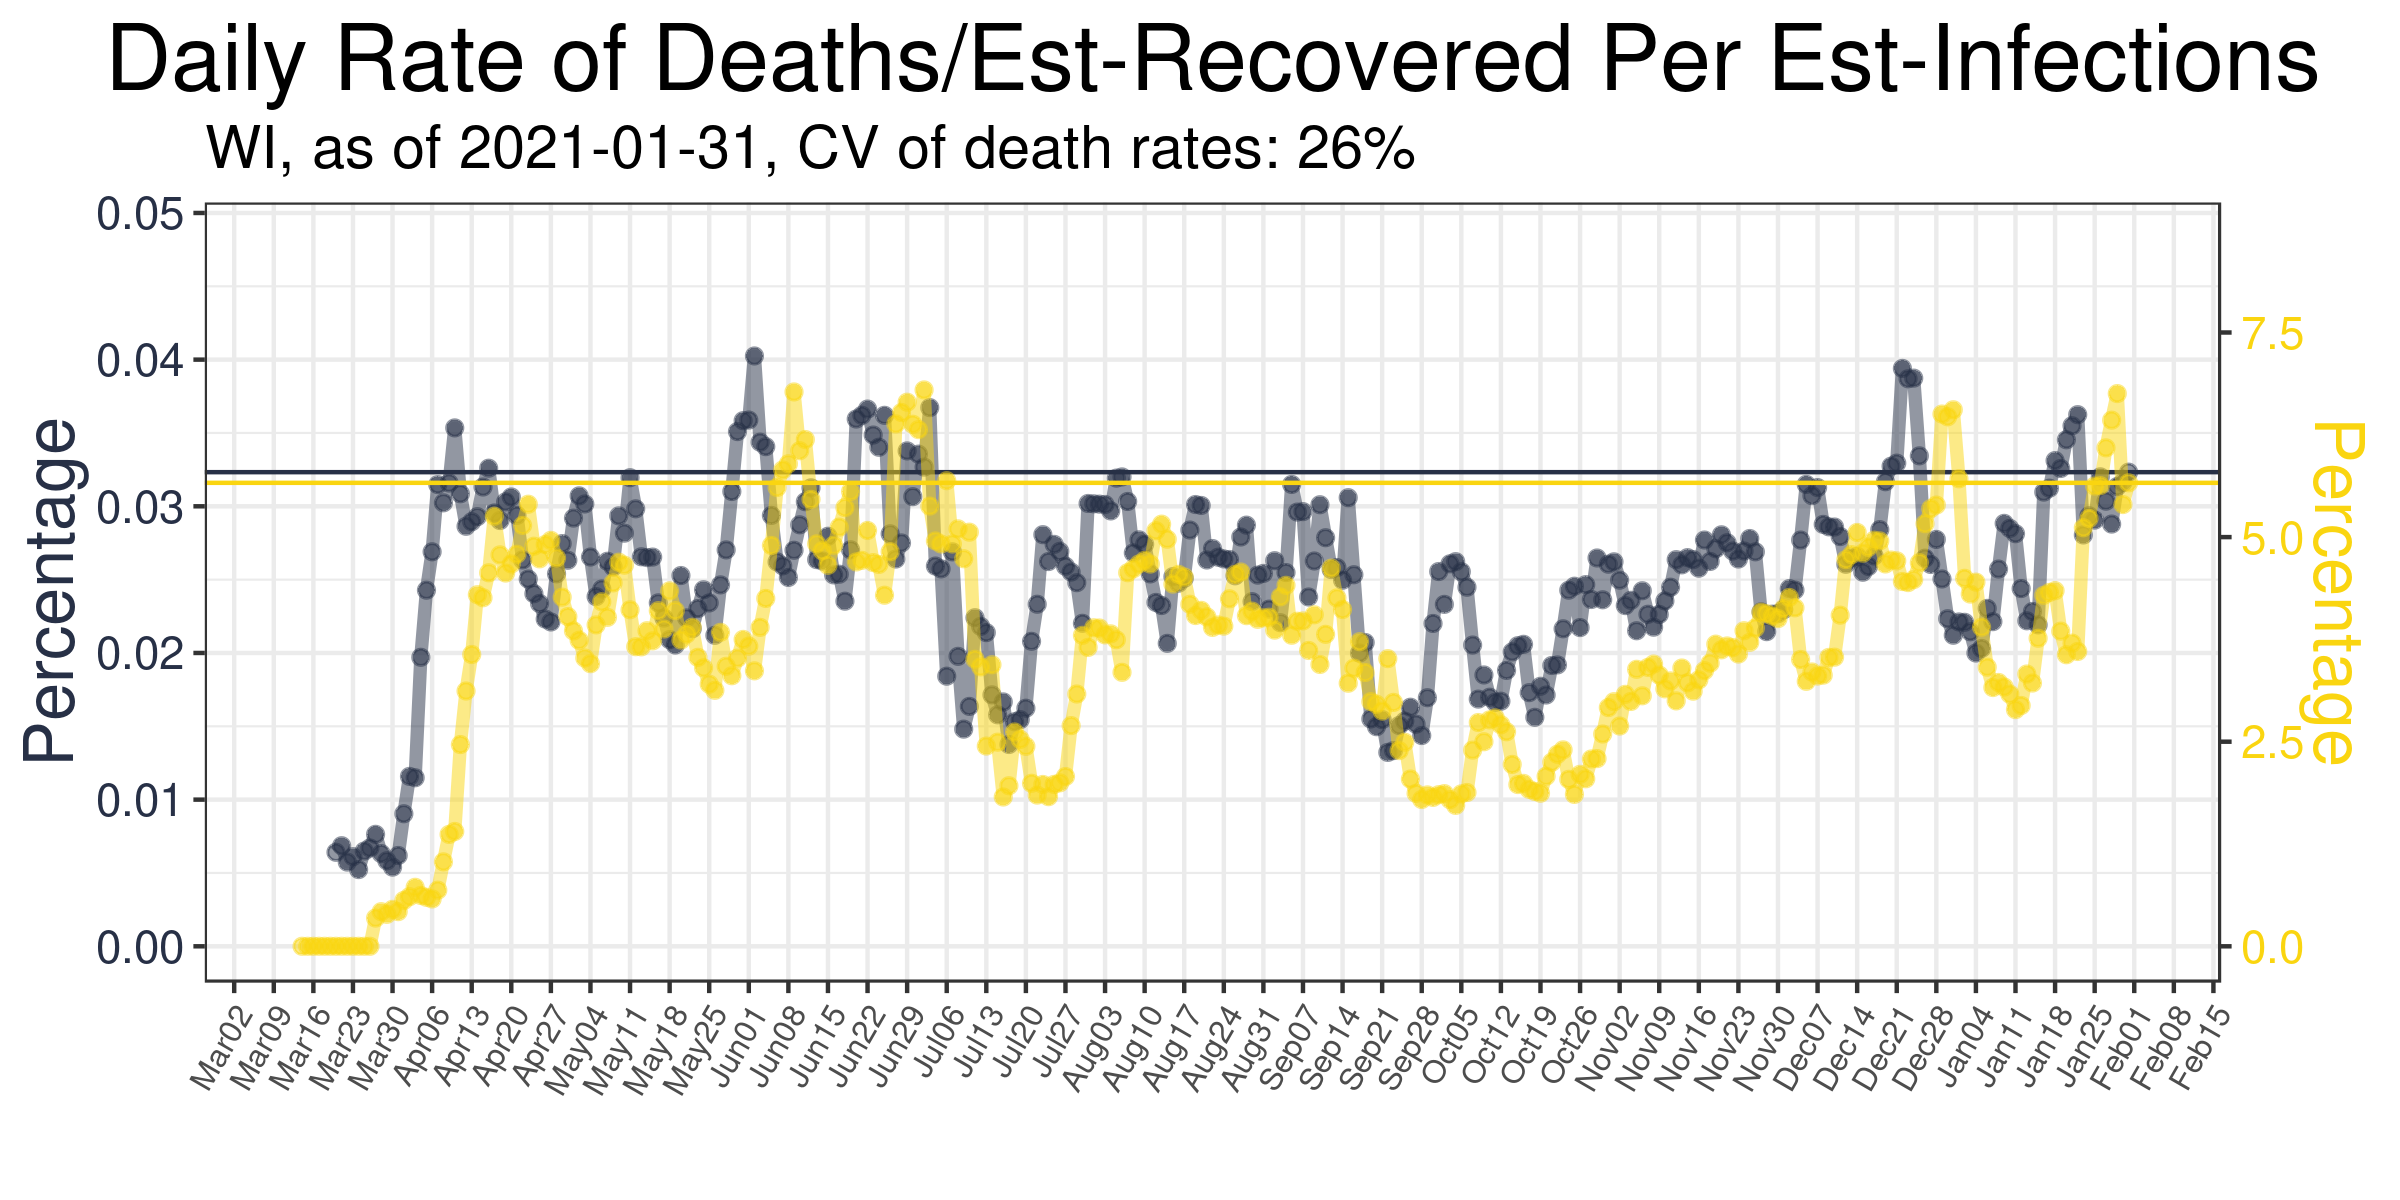 Daily Rate of Deaths/Est-Recovered Per Est-Infections
WI, as of 2021-01-31, CV of death rates: 26%
Percentage
0.05
0.04
0.03
0.02
0.01
0.00
7.5
5.0
2.5
0.0
Percentage
Mar02
Mar09
Mar16
Mar23
Mar30
Apr06
Apr13
Apr20
Apr27
May04
May11
May18
May25
Jun01
Jun08
Jun15
Jun22
Jun29
Jul06
Jul13
Jul20
Jul27
Aug03
Aug10
Aug17
Aug24
Aug31
Sep07
Sep14
Sep21
Sep28
Oct05
Oct12
Oct19
Oct26
Nov02
Nov09
Nov16
Nov23
Nov30
Dec07
Dec14
Dec21
Dec28
Jan04
Jan11
Jan18
Jan25
Feb01
Feb08
Feb15